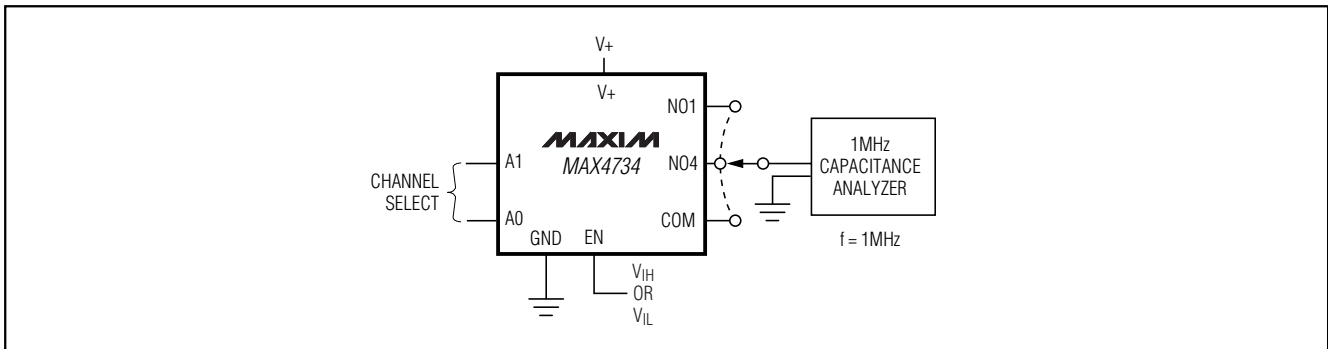 V+
V+
NO1
MAXIM
MAX4734
A1
NO4
1MHz
CAPACITANCE
ANALYZER
CHANNEL
SELECT
A0
COM
GND
EN
f = 1MHz
VIH
OR
VIL